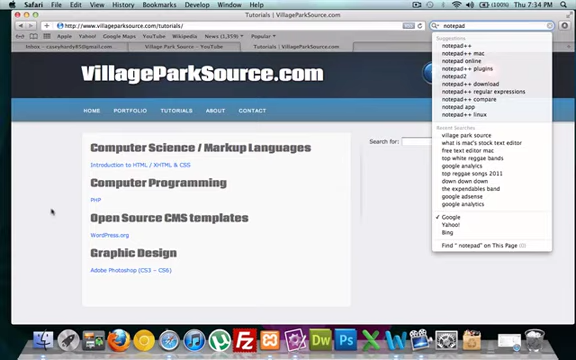 Safari File Edit View History Bookmarks Window Help (100%) Thu 7:34 PM
Tutorials | VillageParkSource.com
http://www.villageparksource.com/tutorials/
notepad
Apple Yahoo! Google Maps YouTube Wikipedia News (1,359) Popular
Village Park Source - YouTube
Tutorials | VillageParkSource.com
VillageParkSource.com
HOME PORTFOLIO TUTORIALS ABOUT CONTACT
Computer Science / Markup Languages
Introduction to HTML / XHTML & CSS
Computer Programming
PHP
Open Source CMS templates
WordPress.org
Graphic Design
Adobe Photoshop (CS3 – CS6)
Search for:
Suggestions
notepad++
notepad++ mac
notepad online
notepad++ plugins
notepad2
notepad++ download
notepad++ regular expressions
notepad++ compare
notepad app
notepad++ linux
Recent Searches
village park source
what is mac's stock text editor
free text editor mac
top white reggae bands
google analyics
top reggae songs 2011
down down down
the expendables band
google adsense
google analytics
Google
Yahoo!
Bing
Find " notepad" on This Page (0)
Dw
Ps